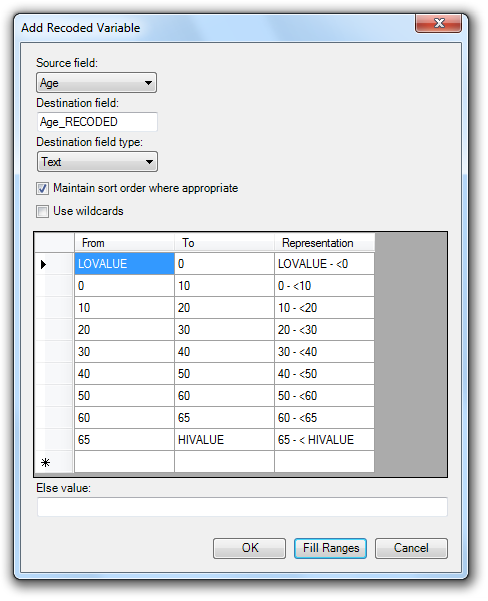 Add Recoded Variable
Source field:
Age
Destination field:
Age_RECODED
Destination field type:
Text
Maintain sort order where appropriate
Use wildcards
From To Representation
LOVALUE 0 LOVALUE - <0
0 10 0 - <10
10 20 10 - <20
20 30 20 - <30
30 40 30 - <40
40 50 40 - <50
50 60 50 - <60
60 65 60 - <65
65 HIVALUE 65 - < HIVALUE
Else value:
OK Fill Ranges Cancel